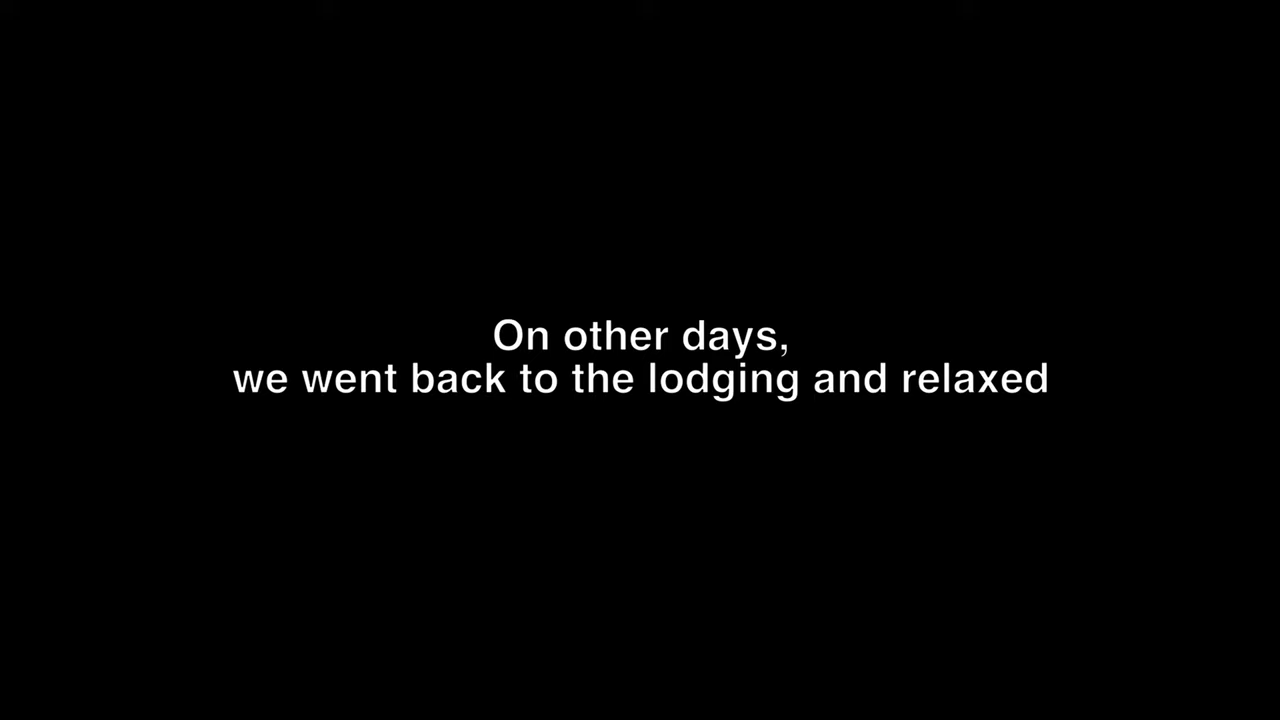 On other days,
we went back to the lodging and relaxed